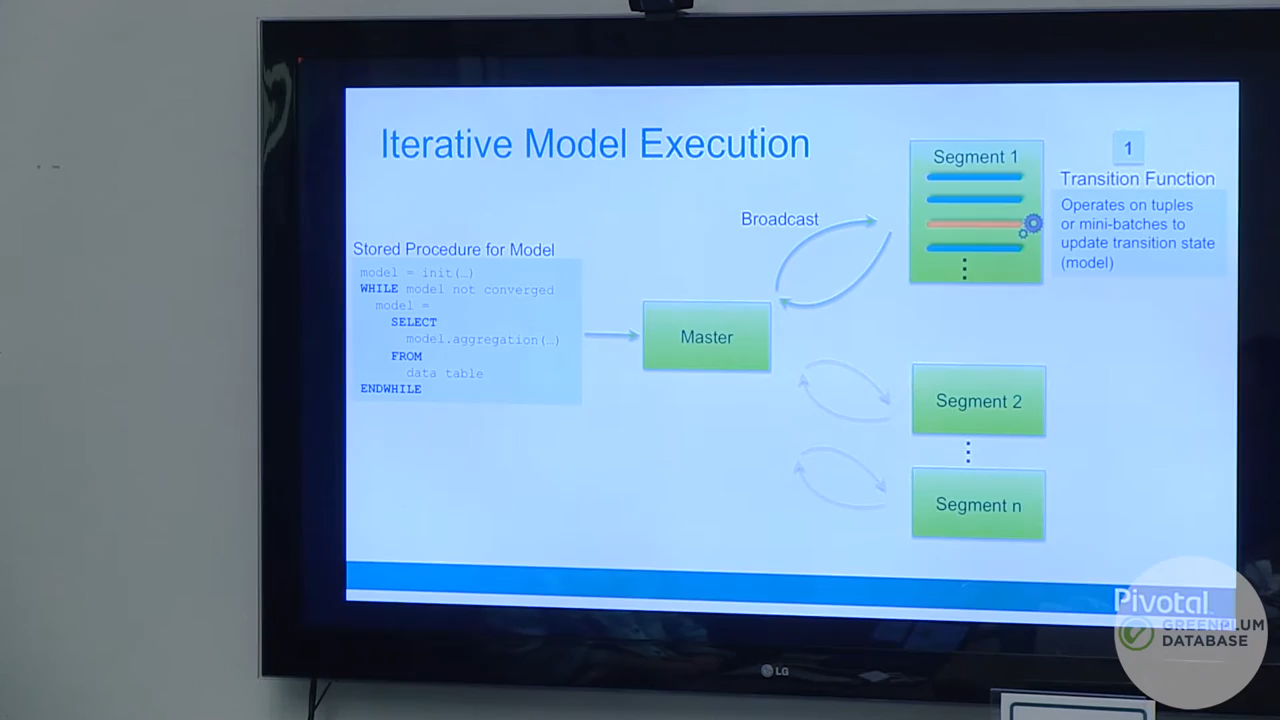 Iterative Model Execution
Stored Procedure for Model
model = init(…)
WHILE model not converged
model =
SELECT
model.aggregation(…)
FROM
data table
ENDWHILE
Master
Broadcast
Segment 1
Segment 2
Segment n
1
Transition Function
Operates on tuples
or mini-batches to
update transition state
(model)
Pivotal
GREENPLUM
DATABASE
LG